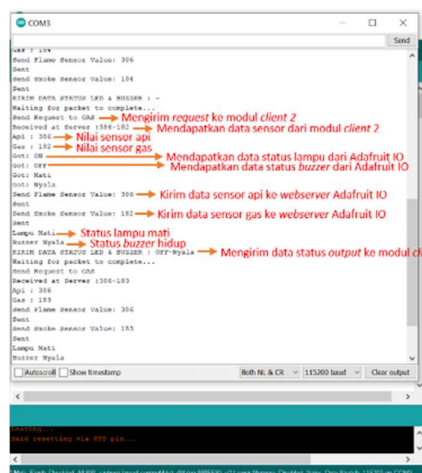 COM3
Send
Gas : 184
Send Flame Sensor Value: 386
Sent
Send Smoke Sensor Value: 184
Sent
KIRIM DATA STATUS LED & BUZZER : -
Waiting for packet to complete...
Send Request to GAS Mengirim request ke modul client 2
Received at Server :386-182 Mendapatkan data sensor dari modul client 2
Api : 386 Nilai sensor api
Gas : 182 Nilai sensor gas
Got: ON Mendapatkan data status lampu dari Adafruit IO
Got: OFF Mendapatkan data status buzzer dari Adafruit IO
Got: Mati
Got: Nyala
Send Flame Sensor Value: 386 Kirim data sensor api ke webserver Adafruit IO
Sent
Send Smoke Sensor Value: 182 Kirim data sensor gas ke webserver Adafruit IO
Sent
Lampu Mati Status lampu mati
Buzzer Nyala Status buzzer hidup
KIRIM DATA STATUS LED & BUZZER : OFF-Nyala Mengirim data status output ke modul cli
Waiting for packet to complete...
Send Request to GAS
Received at Server :386-183
Api : 386
Gas : 183
Send Flame Sensor Value: 386
Sent
Send Smoke Sensor Value: 183
Sent
Lampu Mati
Buzzer Nyala
Autoscroll Show timestamp Both NL & CR 115200 baud Clear output
Leaving...
Hard resetting via RTS pin...